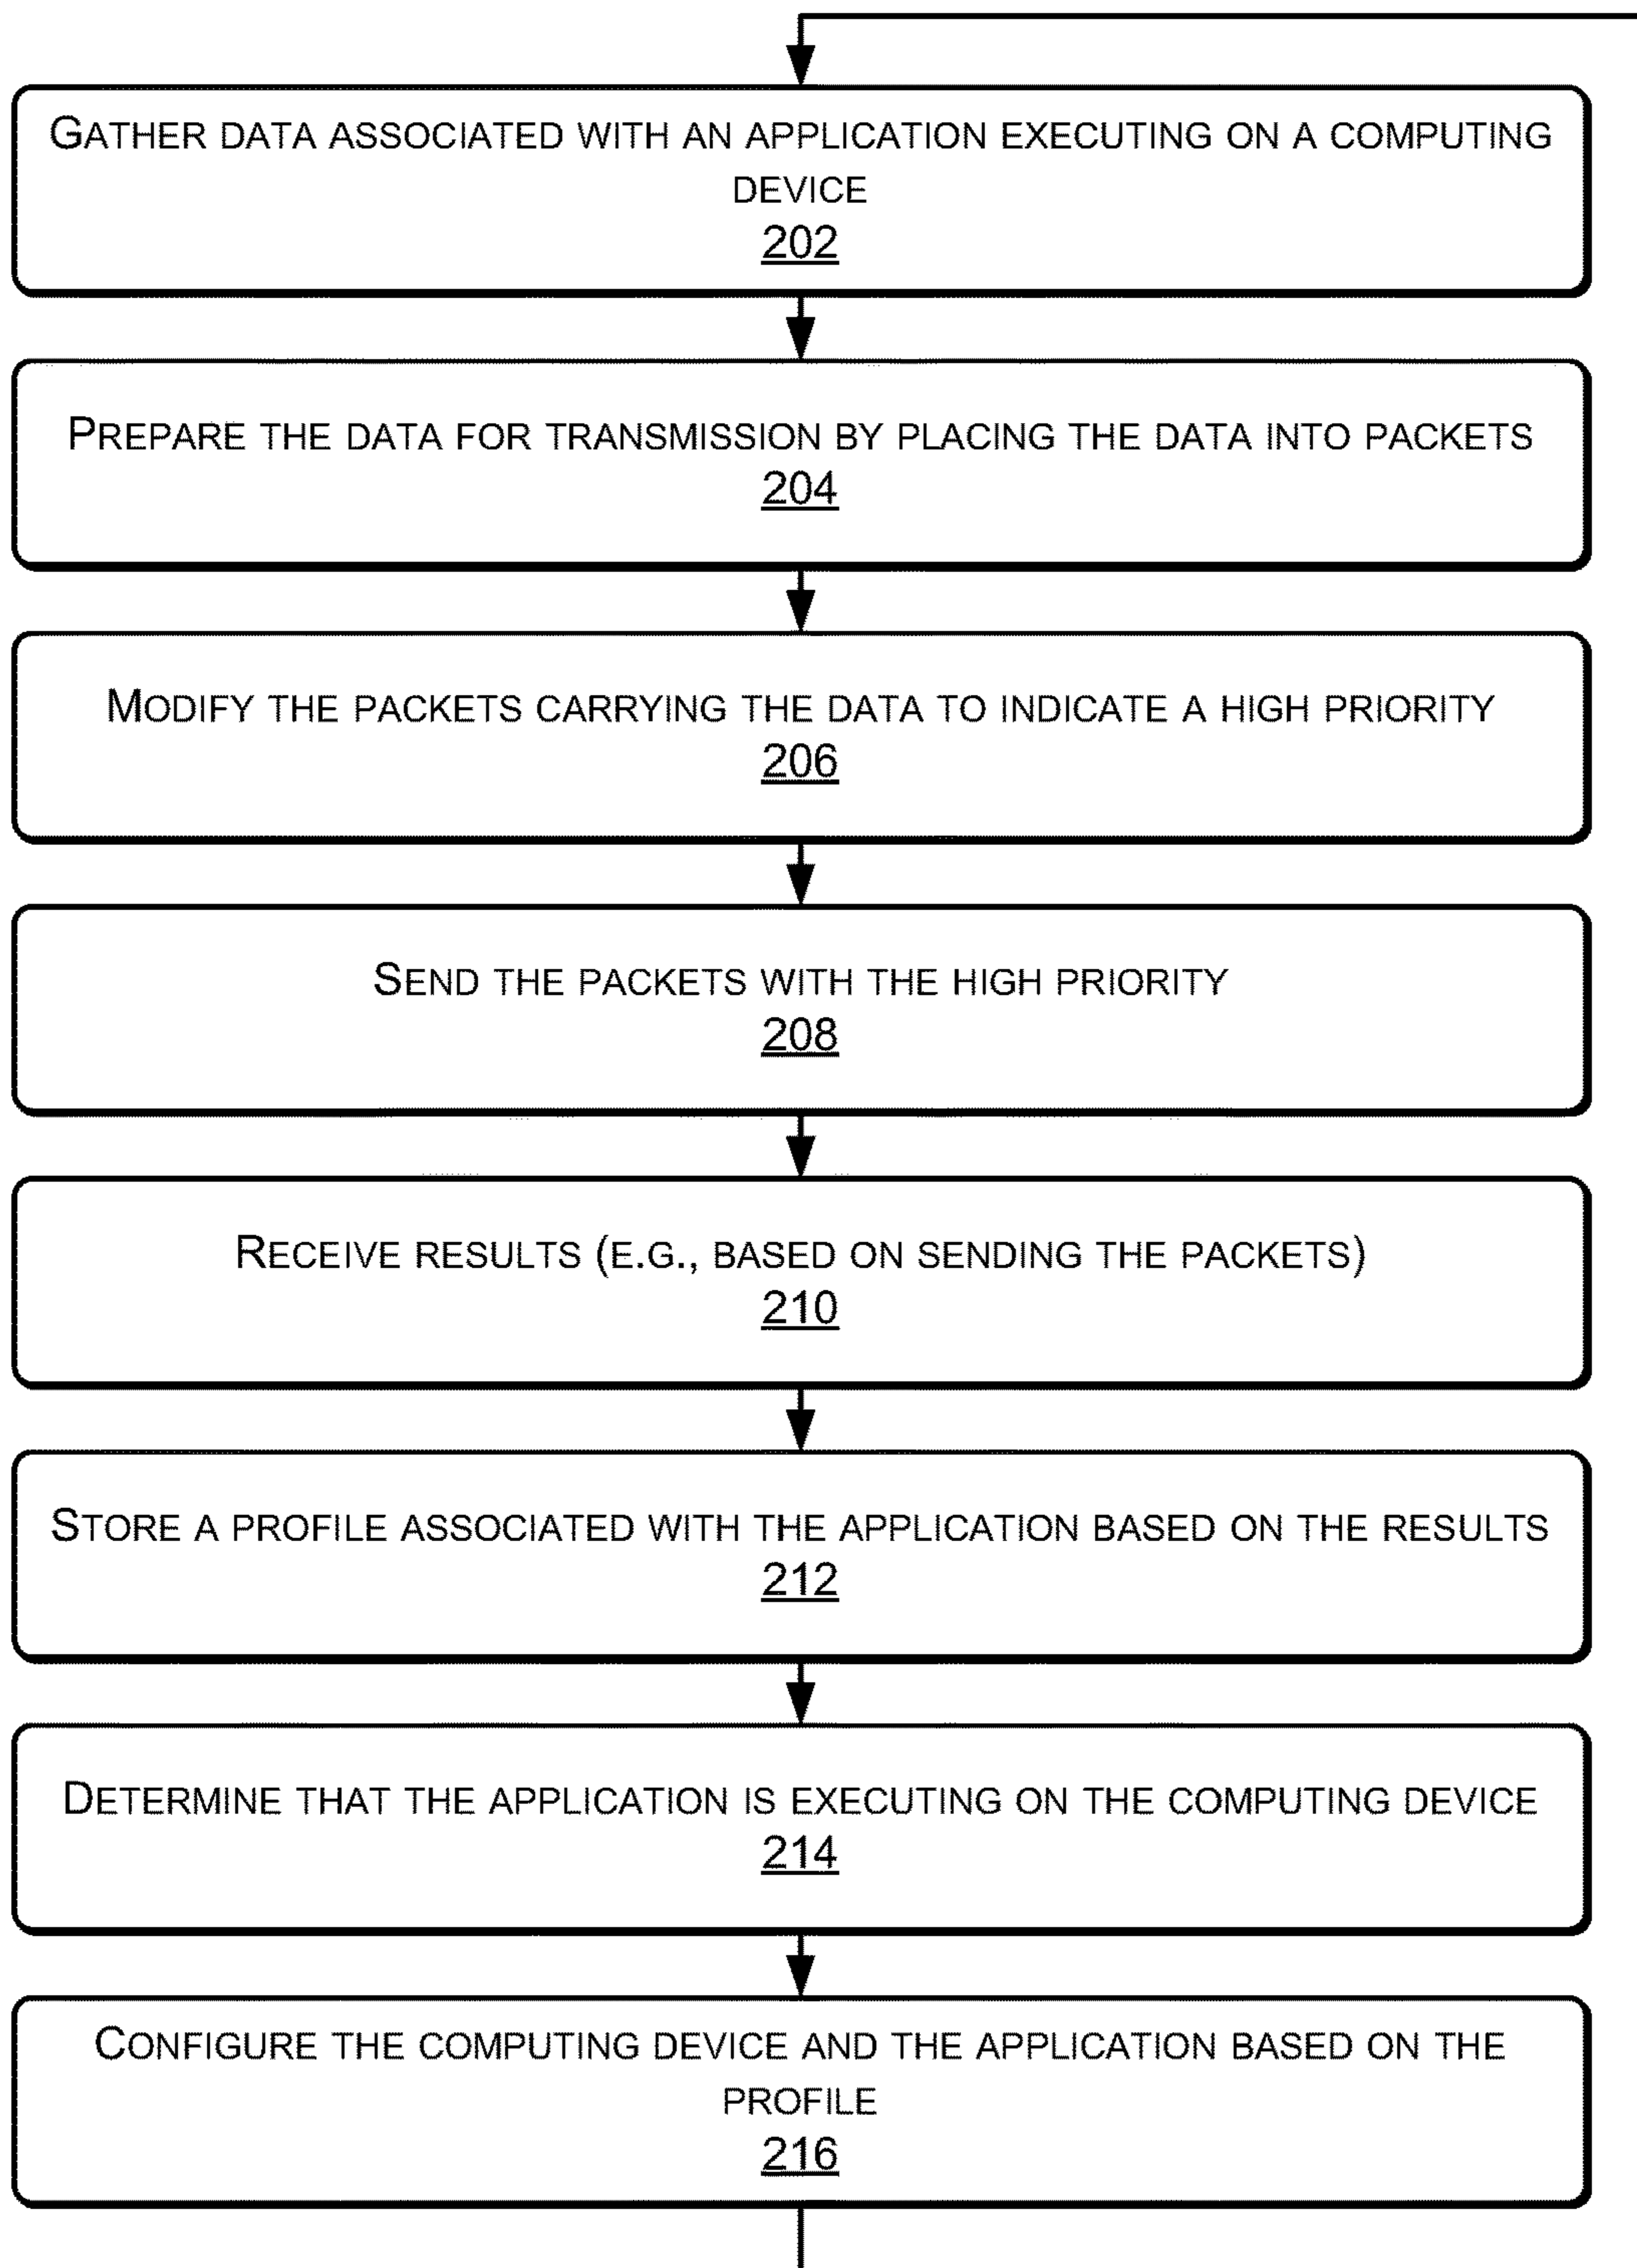 GATHER DATA ASSOCIATED WITH AN APPLICATION EXECUTING ON A COMPUTING
DEVICE
202
PREPARE THE DATA FOR TRANSMISSION BY PLACING THE DATA INTO PACKETS
204
MODIFY THE PACKETS CARRYING THE DATA TO INDICATE A HIGH PRIORITY
206
SEND THE PACKETS WITH THE HIGH PRIORITY
208
RECEIVE RESULTS (E.G., BASED ON SENDING THE PACKETS)
210
STORE A PROFILE ASSOCIATED WITH THE APPLICATION BASED ON THE RESULTS
212
DETERMINE THAT THE APPLICATION IS EXECUTING ON THE COMPUTING DEVICE
214
CONFIGURE THE COMPUTING DEVICE AND THE APPLICATION BASED ON THE
PROFILE
216